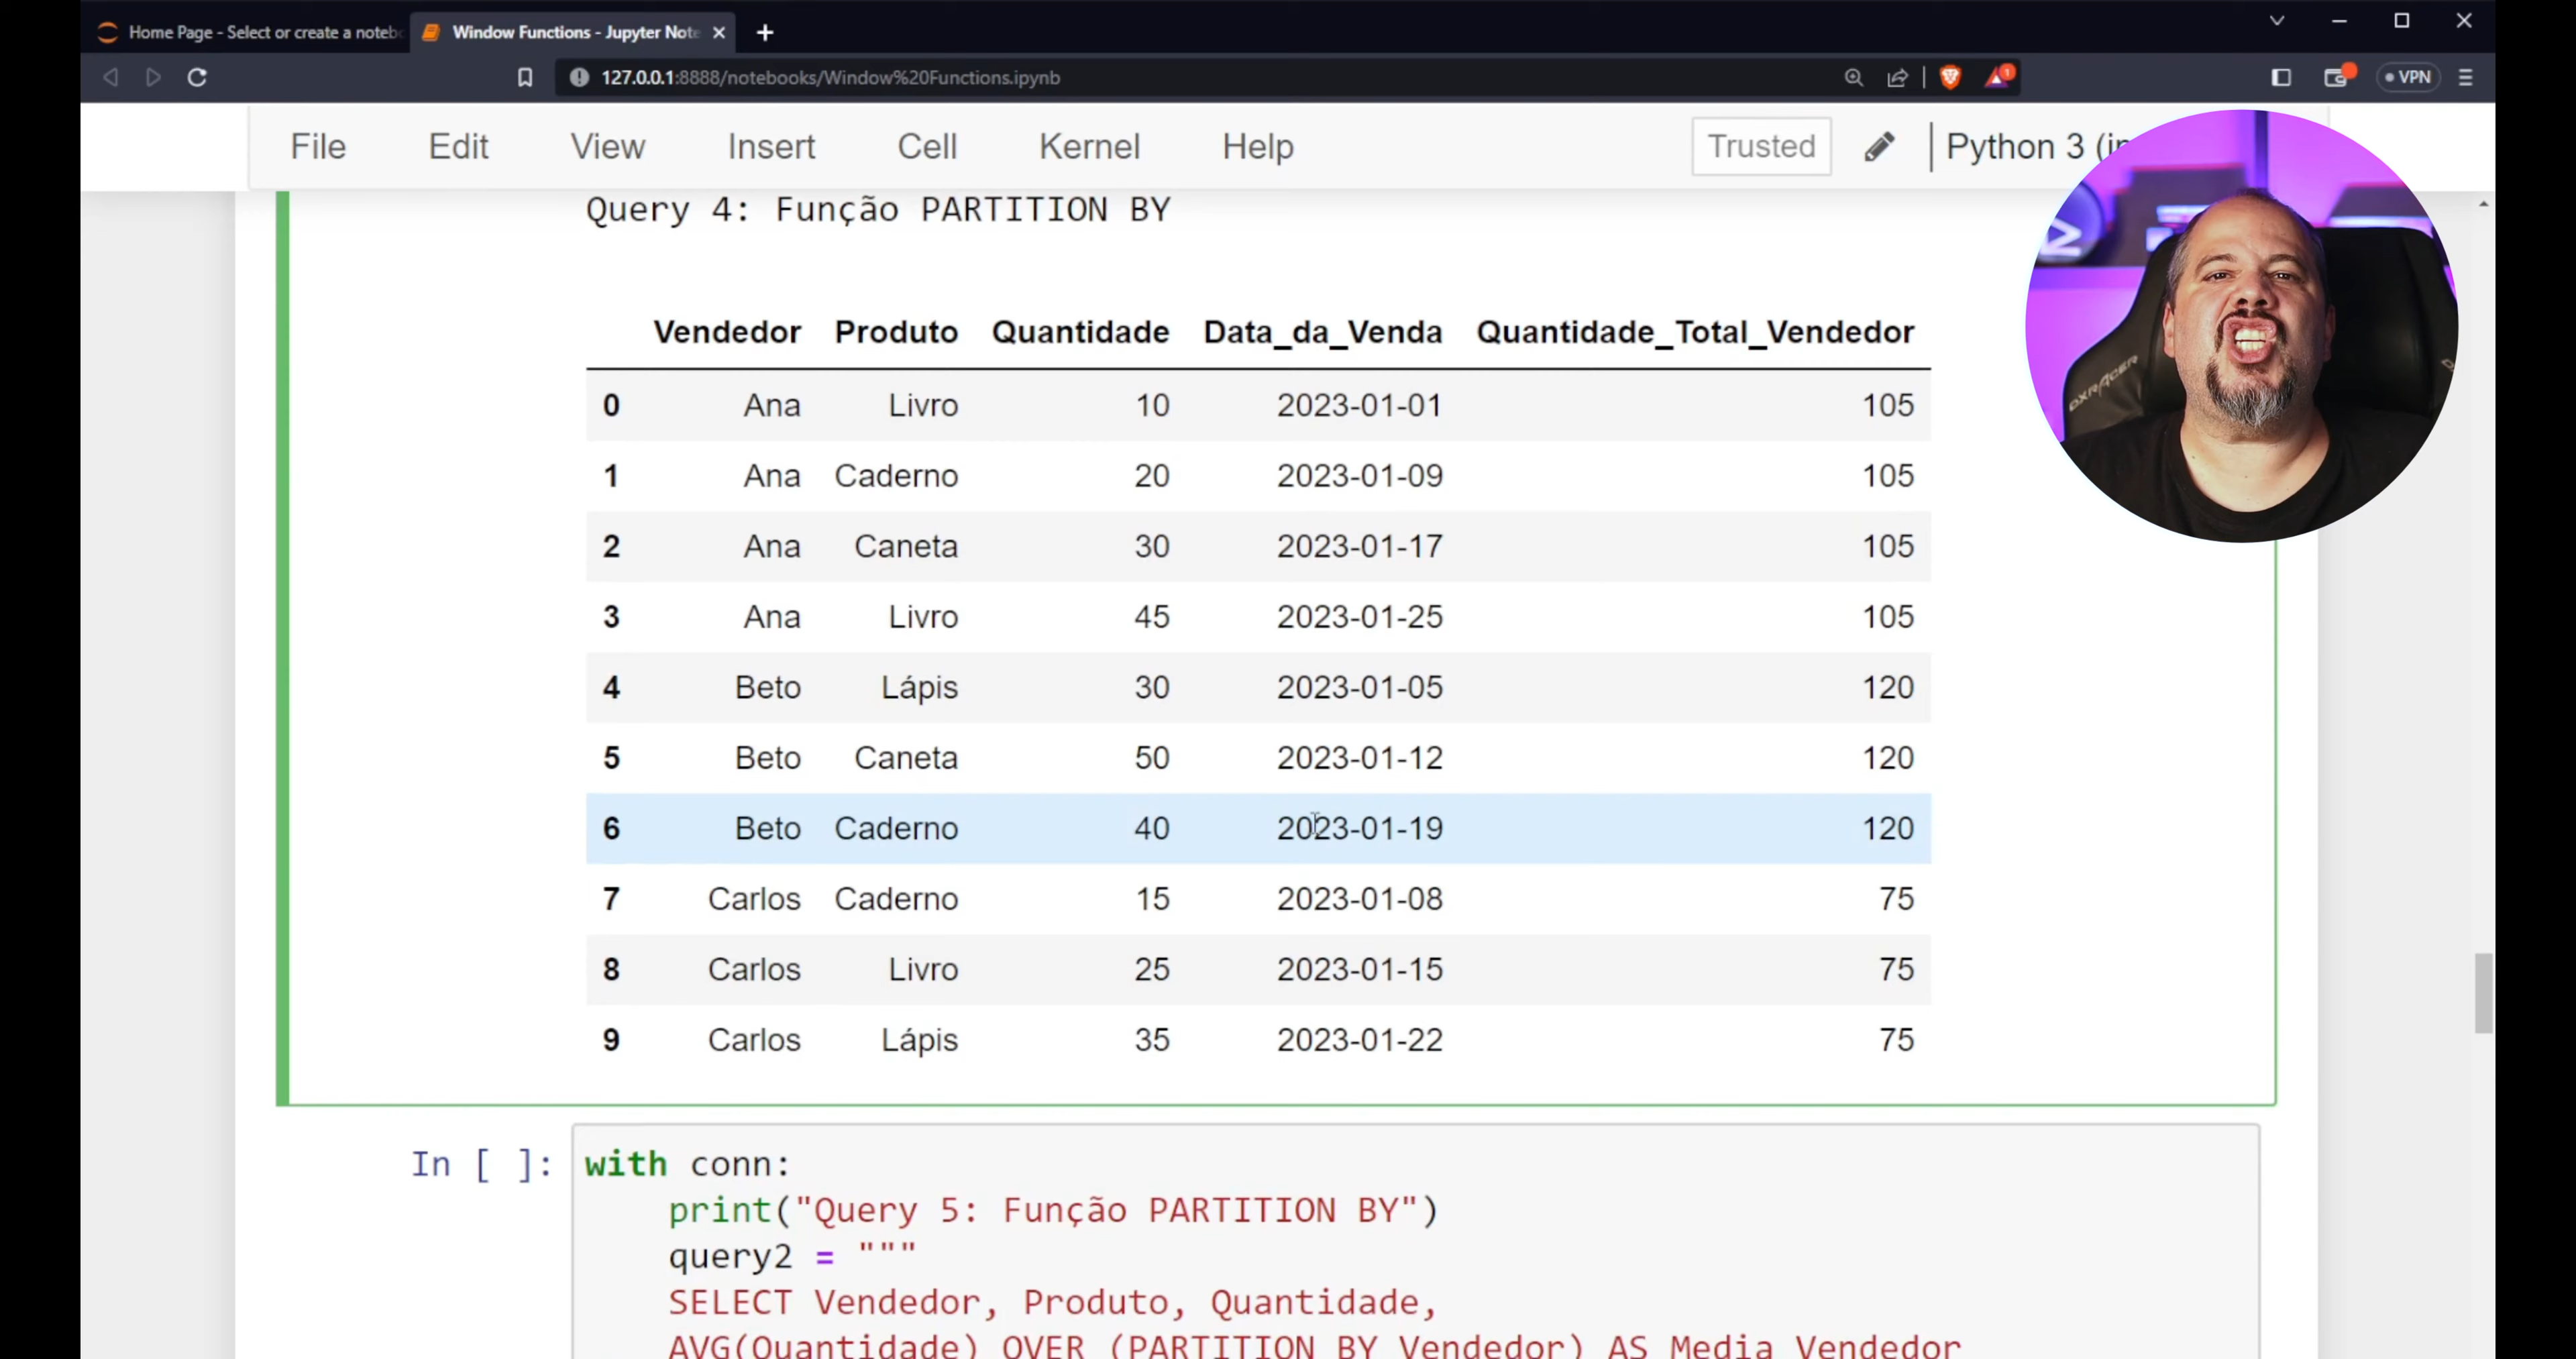 Home Page - Select or create a noteb
Window Functions - Jupyter Note
127.0.0.1:8888/notebooks/Window%20Functions.ipynb
1
VPN
File Edit View Insert Cell Kernel Help Trusted Python 3 (i
Query 4: Função PARTITION BY
Vendedor Produto Quantidade Data_da_Venda Quantidade_Total_Vendedor
0 Ana Livro 10 2023-01-01 105
1 Ana Caderno 20 2023-01-09 105
2 Ana Caneta 30 2023-01-17 105
3 Ana Livro 45 2023-01-25 105
4 Beto Lápis 30 2023-01-05 120
5 Beto Caneta 50 2023-01-12 120
6 Beto Caderno 40 2023-01-19 120
7 Carlos Caderno 15 2023-01-08 75
8 Carlos Livro 25 2023-01-15 75
9 Carlos Lápis 35 2023-01-22 75
In [ ]: with conn:
print("Query 5: Função PARTITION BY")
query2 = """
SELECT Vendedor, Produto, Quantidade,
AVG(Quantidade) OVER (PARTITION BY Vendedor) AS Media_Vendedor
DXRACER